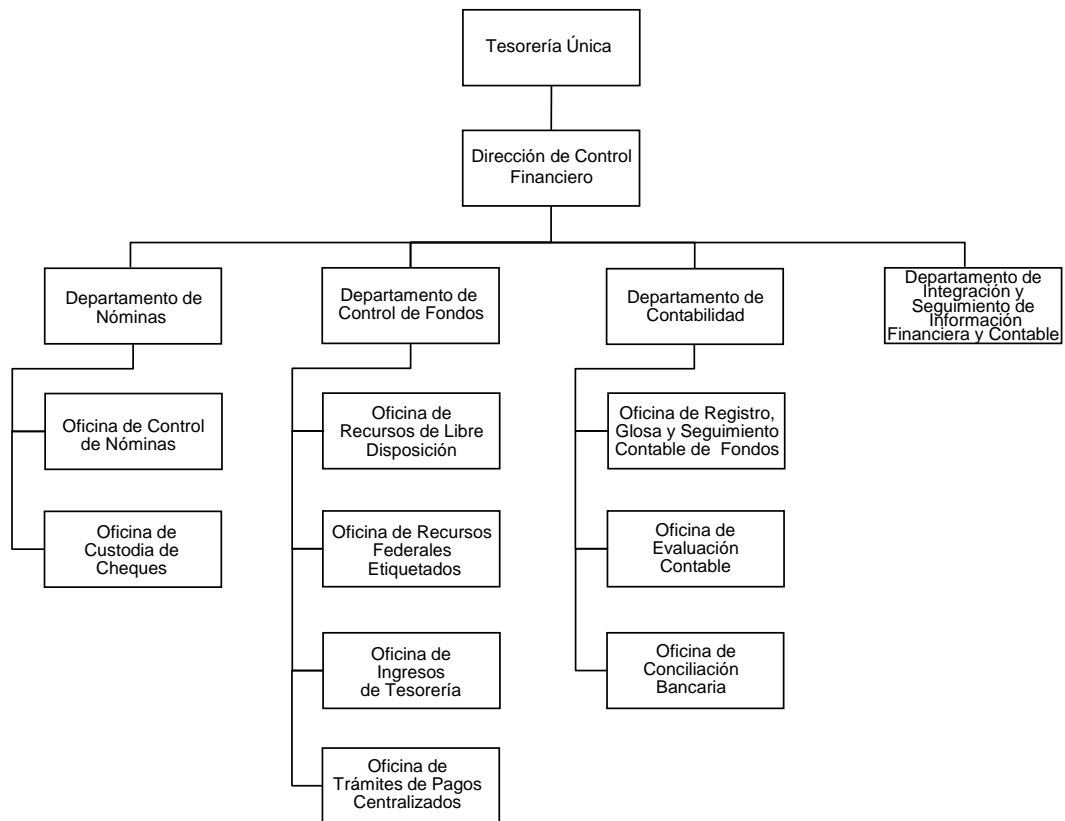 Tesorería Única
Dirección de Control
Financiero
Departamento de
Nóminas
Departamento de
Control de Fondos
Departamento de
Contabilidad
Departamento de
Integración y
Seguimiento de
Información
Financiera y Contable
Oficina de Control
de Nóminas
Oficina de
Custodia de
Cheques
Oficina de
Recursos de Libre
Disposición
Oficina de Recursos
Federales
Etiquetados
Oficina de
Ingresos
de Tesorería
Oficina de
Trámites de Pagos
Centralizados
Oficina de Registro,
Glosa y Seguimiento
Contable de Fondos
Oficina de
Evaluación
Contable
Oficina de
Conciliación
Bancaria